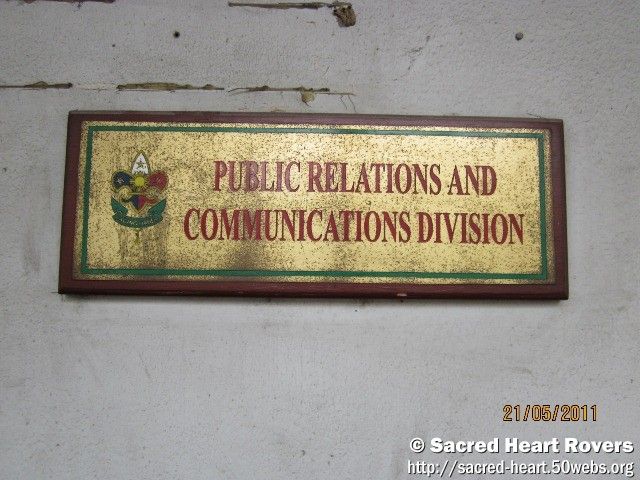 PUBLIC RELATIONS AND
COMMUNICATIONS DIVISION
21/05/2011
© Sacred Heart Rovers
http://sacred-heart.50webs.org